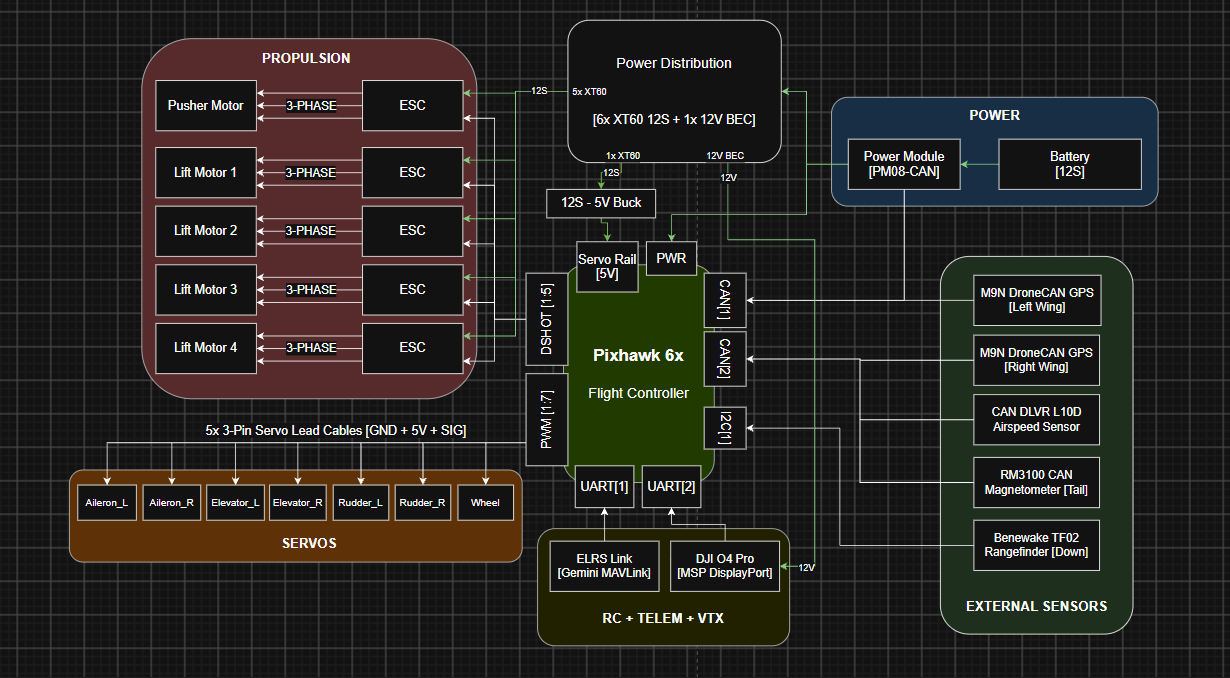 PROPULSION
Pusher Motor
3-PHASE
ESC
Lift Motor 1
3-PHASE
ESC
Lift Motor 2
3-PHASE
ESC
Lift Motor 3
3-PHASE
ESC
Lift Motor 4
3-PHASE
ESC
12S
Power Distribution
5x XT60
[6x XT60 12S + 1x 12V BEC]
1x XT60
12V BEC
12S
12V
12S - 5V Buck
POWER
Power Module
[PM08-CAN]
Battery
[12S]
Servo Rail
[5V]
PWR
DSHOT [1:5]
PWM [1:7]
CAN[1]
CAN[2]
I2C[1]
Pixhawk 6x
Flight Controller
UART[1]
UART[2]
5x 3-Pin Servo Lead Cables [GND + 5V + SIG]
Aileron_L
Aileron_R
Elevator_L
Elevator_R
Rudder_L
Rudder_R
Wheel
SERVOS
ELRS Link
[Gemini MAVLink]
DJI O4 Pro
[MSP DisplayPort]
12V
RC + TELEM + VTX
M9N DroneCAN GPS
[Left Wing]
M9N DroneCAN GPS
[Right Wing]
CAN DLVR L10D
Airspeed Sensor
RM3100 CAN
Magnetometer [Tail]
Benewake TF02
Rangefinder [Down]
EXTERNAL SENSORS